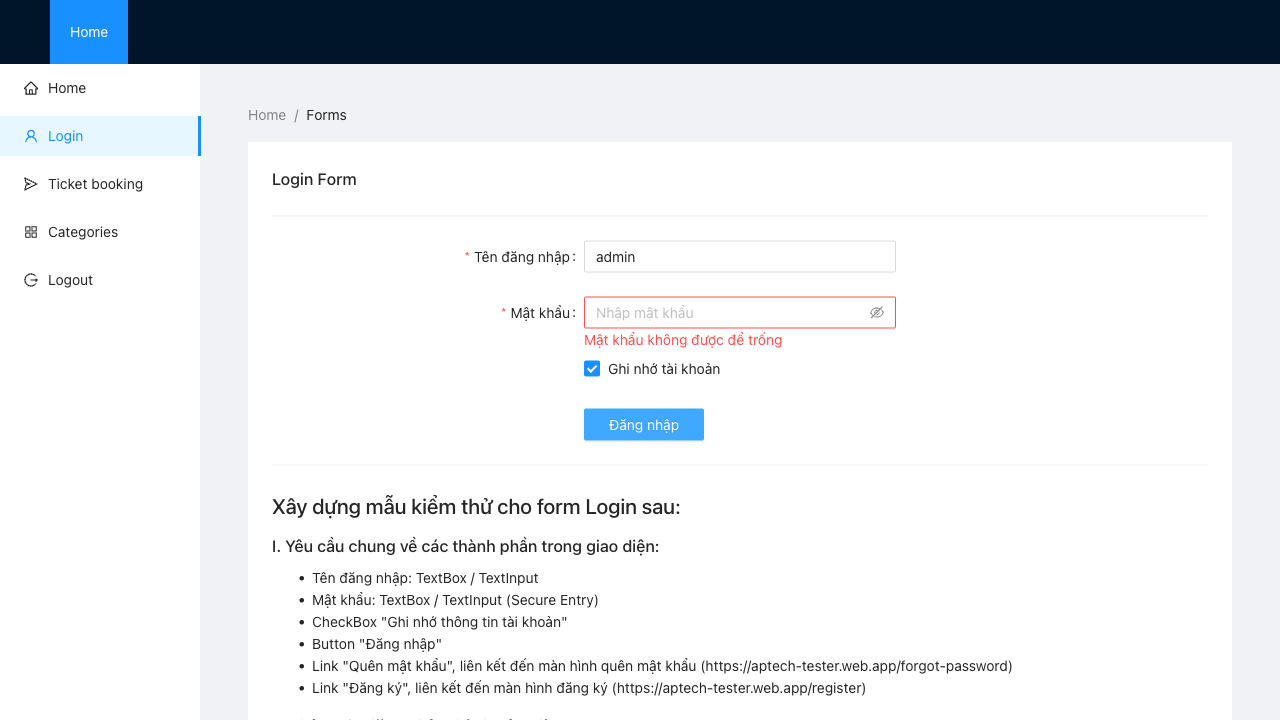 Home
Home
Login
Ticket booking
Categories
Logout
Home / Forms
Login Form
* Tên đăng nhập :
admin
* Mật khẩu :
Nhập mật khẩu
Mật khẩu không được để trống
Ghi nhớ tài khoản
Đăng nhập
Xây dựng mẫu kiểm thử cho form Login sau:
I. Yêu cầu chung về các thành phần trong giao diện:
• Tên đăng nhập: TextBox / TextInput
• Mật khẩu: TextBox / TextInput (Secure Entry)
• CheckBox "Ghi nhớ thông tin tài khoản"
• Button "Đăng nhập"
• Link "Quên mật khẩu", liên kết đến màn hình quên mật khẩu (https://aptech-tester.web.app/forgot-password)
• Link "Đăng ký", liên kết đến màn hình đăng ký (https://aptech-tester.web.app/register)